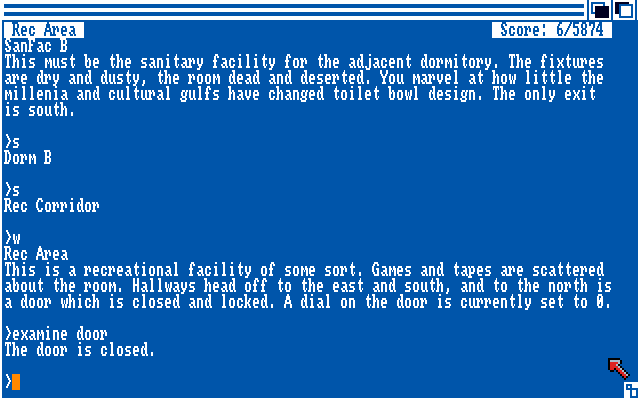 Rec Area Score: 6/5874
SanFac B
This must be the sanitary facility for the adjacent dormitory. The fixtures
are dry and dusty, the room dead and deserted. You marvel at how little the
millenia and cultural gulfs have changed toilet bowl design. The only exit
is south.
>s
Dorm B
>s
Rec Corridor
>w
Rec Area
This is a recreational facility of some sort. Games and tapes are scattered
about the room. Hallways head off to the east and south, and to the north is
a door which is closed and locked. A dial on the door is currently set to 0.
>examine door
The door is closed.
>